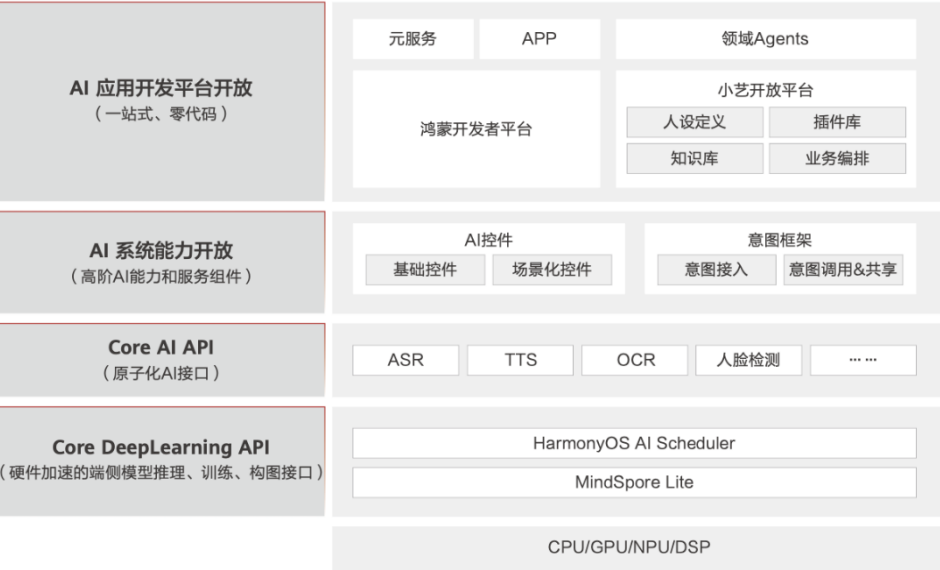 AI 应用开发平台开放
（一站式、零代码）
元服务
APP
领域Agents
鸿蒙开发者平台
小艺开放平台
人设定义
插件库
知识库
业务编排
AI 系统能力开放
（高阶AI能力和服务组件）
AI控件
基础控件
场景化控件
意图框架
意图接入
意图调用&共享
Core AI API
（原子化AI接口）
ASR
TTS
OCR
人脸检测
... ...
Core DeepLearning API
（硬件加速的端侧模型推理、训练、构图接口）
HarmonyOS AI Scheduler
MindSpore Lite
CPU/GPU/NPU/DSP